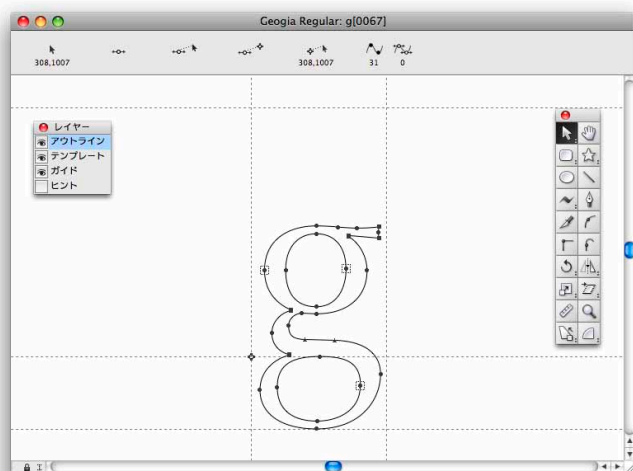 Geogia Regular: g[0067]
308,1007
308,1007
31
0
レイヤー
アウトライン
テンプレート
ガイド
ヒント
g